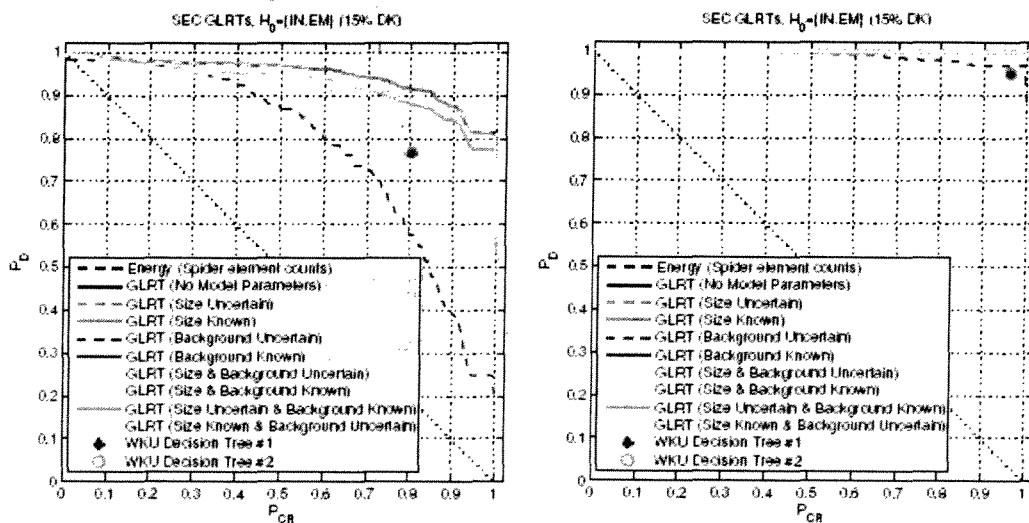 SEC GLRTs, H0={IN,EM} (15% DK)
1
0.9
0.8
0.7
0.6
0.5
0.4
0.3
0.2
0.1
0
PD
Energy (Spider element counts)
GLRT (No Model Parameters)
GLRT (Size Uncertain)
GLRT (Size Known)
GLRT (Background Uncertain)
GLRT (Background Known)
GLRT (Size & Background Uncertain)
GLRT (Size & Background Known)
GLRT (Size Uncertain & Background Known)
GLRT (Size Known & Background Uncertain)
WKU Decision Tree #1
WKU Decision Tree #2
0 0.1 0.2 0.3 0.4 0.5 0.6 0.7 0.8 0.9 1
PCR
SEC GLRTs, H0={IN,EM} (15% DK)
1
0.9
0.8
0.7
0.6
0.5
0.4
0.3
0.2
0.1
0
PD
Energy (Spider element counts)
GLRT (No Model Parameters)
GLRT (Size Uncertain)
GLRT (Size Known)
GLRT (Background Uncertain)
GLRT (Background Known)
GLRT (Size & Background Uncertain)
GLRT (Size & Background Known)
GLRT (Size Uncertain & Background Known)
GLRT (Size Known & Background Uncertain)
WKU Decision Tree #1
WKU Decision Tree #2
0 0.1 0.2 0.3 0.4 0.5 0.6 0.7 0.8 0.9 1
PCR